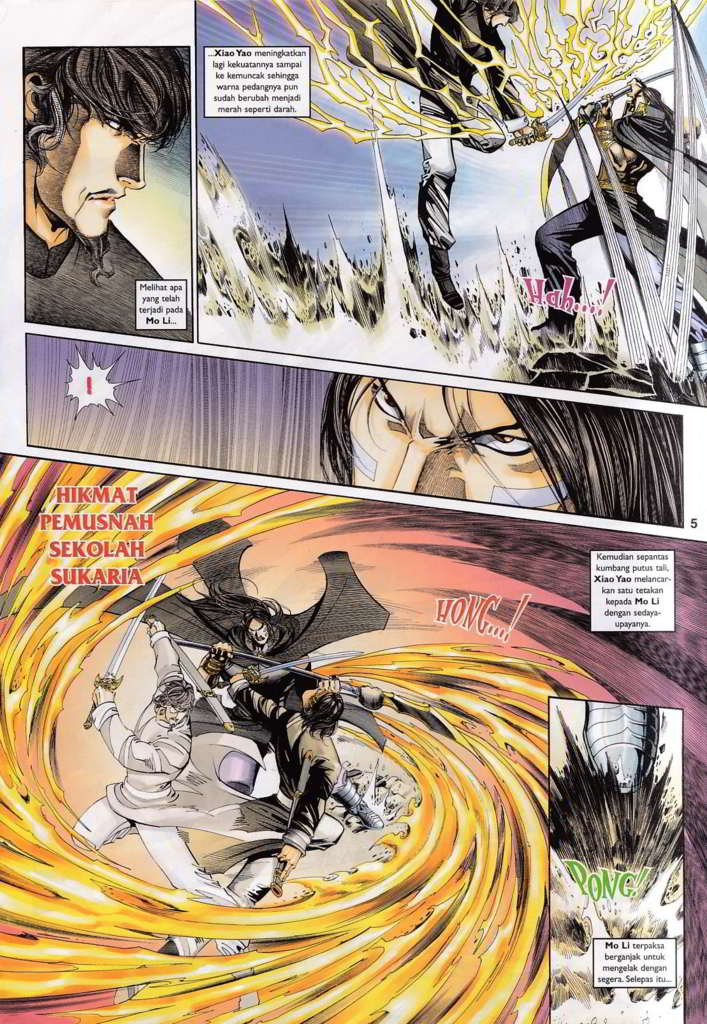 Melihat apa
yang telah
terjadi pada
Mo Li...
...Xiao Yao meningkatkan
lagi kekuatannya sampai
ke kemuncak sehingga
warna pedangnya pun
sudah berubah menjadi
merah seperti darah.
Hah....!
!
5
HIKMAT
PEMUSNAH
SEKOLAH
SUKARIA
HONG....!
Kemudian sepantas
kumbang putus tali,
Xiao Yao melancar-
kan satu tetakan
kepada Mo Li
dengan sedaya-
upayanya.
PONG!
Mo Li terpaksa
berganjak untuk
mengelak dengan
segera. Selepas itu...